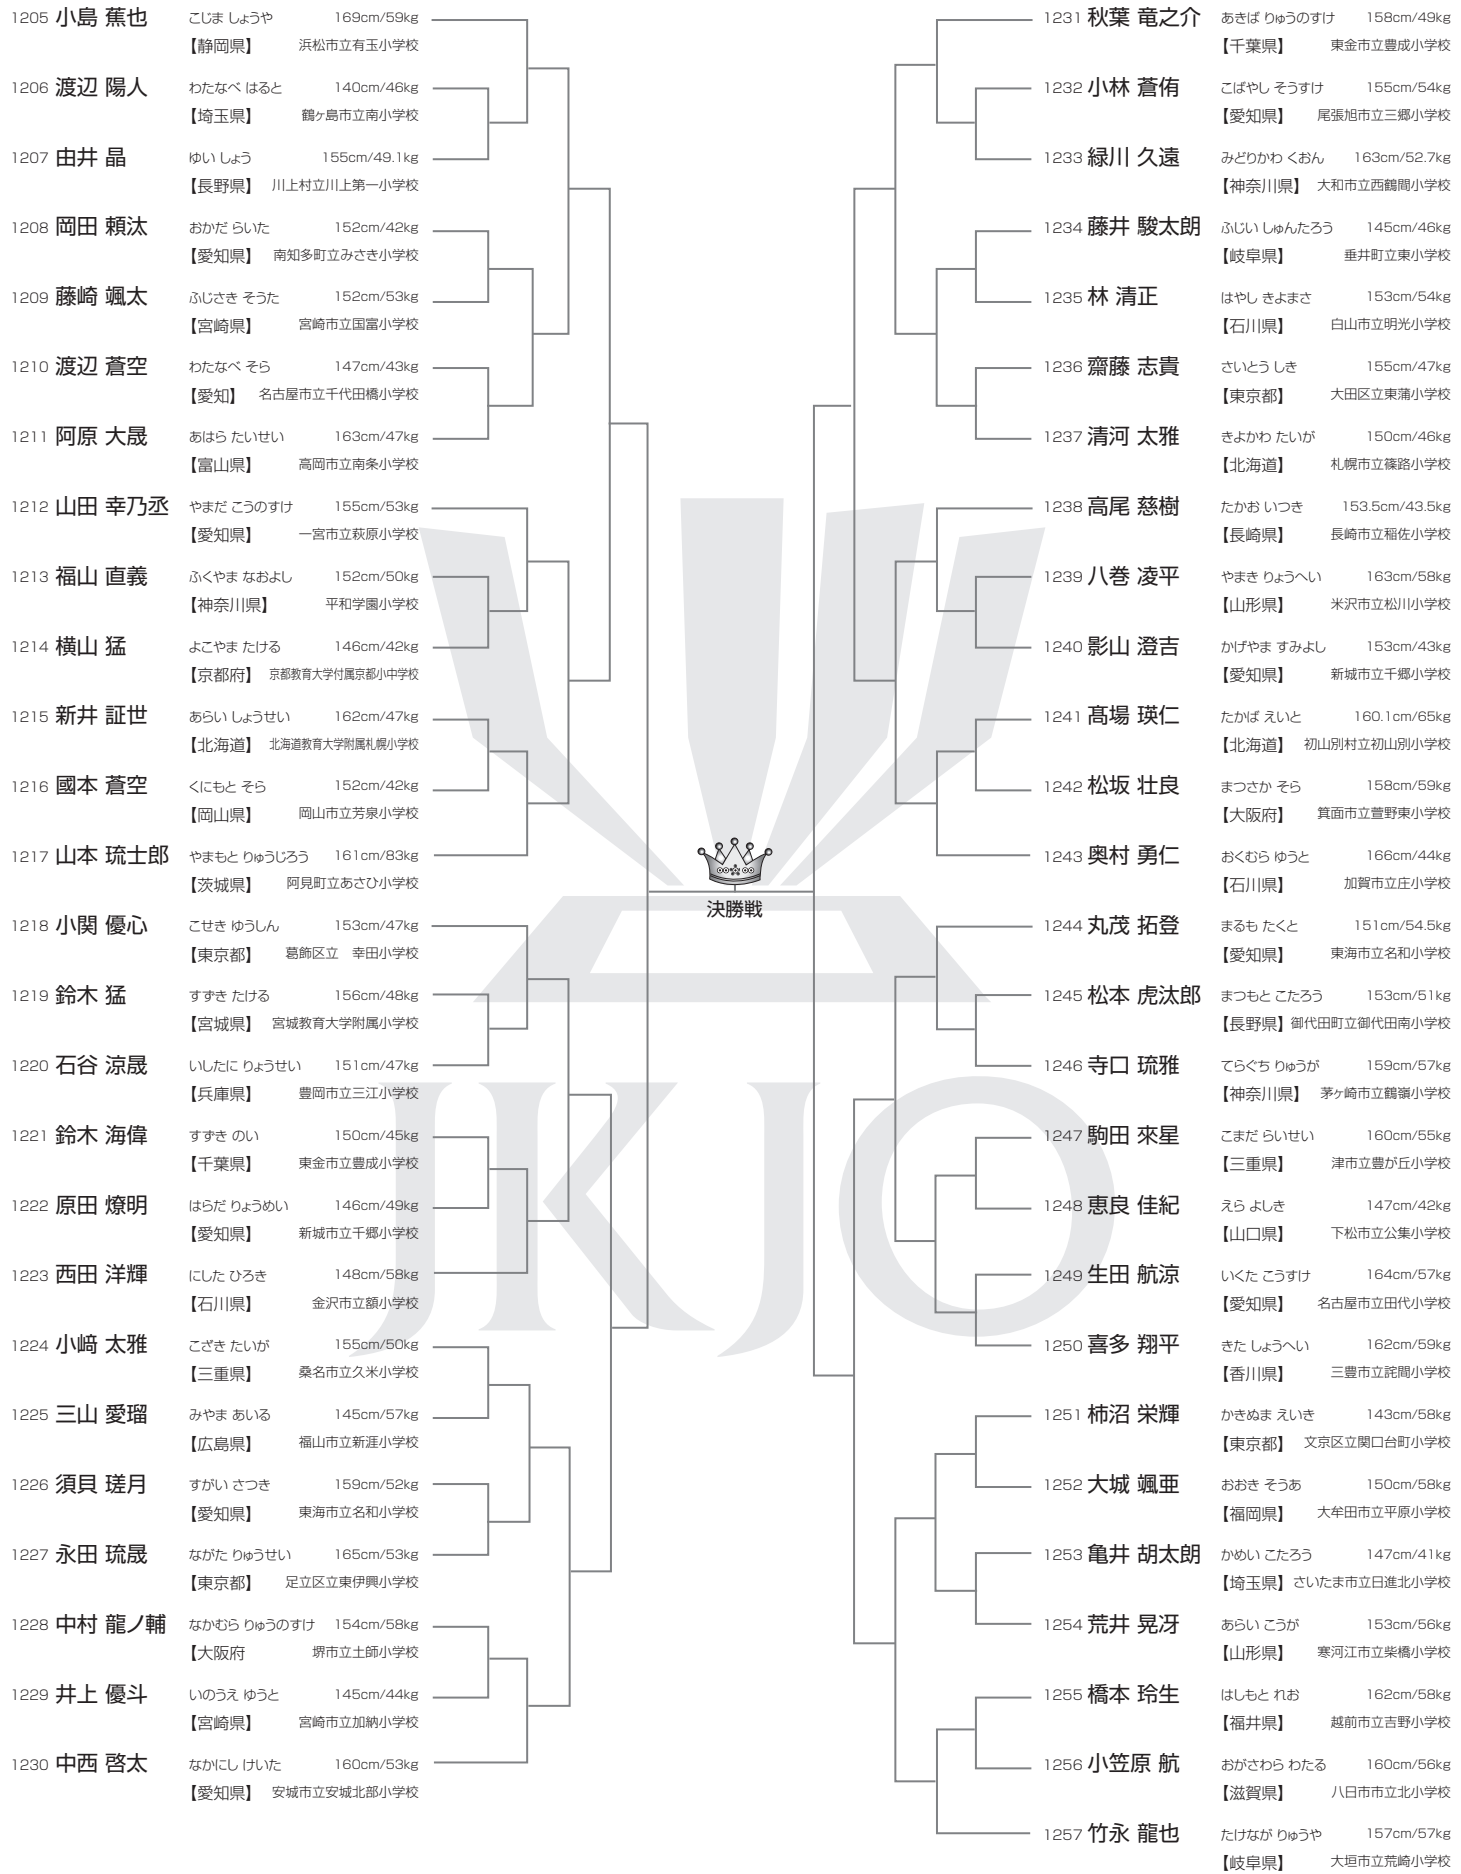 1205 小島 蕉也 こじま しょうや 169cm/59kg
【静岡県】 浜松市立有玉小学校
1206 渡辺 陽人 わたなべ はると 140cm/46kg
【埼玉県】 鶴ヶ島市立南小学校
1207 由井 晶 ゆい しょう 155cm/49.1kg
【長野県】 川上村立川上第一小学校
1208 岡田 頼汰 おかだ らいた 152cm/42kg
【愛知県】 南知多町立みさき小学校
1209 藤崎 颯太 ふじさき そうた 152cm/53kg
【宮崎県】 宮崎市立国富小学校
1210 渡辺 蒼空 わたなべ そら 147cm/43kg
【愛知】 名古屋市立千代田橋小学校
1211 阿原 大晟 あはら たいせい 163cm/47kg
【富山県】 高岡市立南条小学校
1212 山田 幸乃丞 やまだ こうのすけ 155cm/53kg
【愛知県】 一宮市立萩原小学校
1213 福山 直義 ふくやま なおよし 152cm/50kg
【神奈川県】 平和学園小学校
1214 横山 猛 よこやま たける 146cm/42kg
【京都府】 京都教育大学付属京都小中学校
1215 新井 証世 あらい しょうせい 162cm/47kg
【北海道】 北海道教育大学附属札幌小学校
1216 國本 蒼空 くにもと そら 152cm/42kg
【岡山県】 岡山市立芳泉小学校
1217 山本 琉士郎 やまもと りゅうじろう 161cm/83kg
【茨城県】 阿見町立あさひ小学校
1218 小関 優心 こせき ゆうしん 153cm/47kg
【東京都】 葛飾区立　幸田小学校
1219 鈴木 猛 すずき たける 156cm/48kg
【宮城県】 宮城教育大学附属小学校
1220 石谷 涼晟 いしたに りょうせい 151cm/47kg
【兵庫県】 豊岡市立三江小学校
1221 鈴木 海偉 すずき のい 150cm/45kg
【千葉県】 東金市立豊成小学校
1222 原田 燎明 はらだ りょうめい 146cm/49kg
【愛知県】 新城市立千郷小学校
1223 西田 洋輝 にした ひろき 148cm/58kg
【石川県】 金沢市立額小学校
1224 小﨑 太雅 こざき たいが 155cm/50kg
【三重県】 桑名市立久米小学校
1225 三山 愛瑠 みやま あいる 145cm/57kg
【広島県】 福山市立新涯小学校
1226 須貝 瑳月 すがい さつき 159cm/52kg
【愛知県】 東海市立名和小学校
1227 永田 琉晟 ながた りゅうせい 165cm/53kg
【東京都】 足立区立東伊興小学校
1228 中村 龍ノ輔 なかむら りゅうのすけ 154cm/58kg
【大阪府 堺市立土師小学校
1229 井上 優斗 いのうえ ゆうと 145cm/44kg
【宮崎県】 宮崎市立加納小学校
1230 中西 啓太 なかにし けいた 160cm/53kg
【愛知県】 安城市立安城北部小学校
決勝戦
JKJO
1231 秋葉 竜之介 あきば りゅうのすけ 158cm/49kg
【千葉県】 東金市立豊成小学校
1232 小林 蒼侑 こばやし そうすけ 155cm/54kg
【愛知県】 尾張旭市立三郷小学校
1233 緑川 久遠 みどりかわ くおん 163cm/52.7kg
【神奈川県】 大和市立西鶴間小学校
1234 藤井 駿太朗 ふじい しゅんたろう 145cm/46kg
【岐阜県】 垂井町立東小学校
1235 林 清正 はやし きよまさ 153cm/54kg
【石川県】 白山市立明光小学校
1236 齋藤 志貴 さいとう しき 155cm/47kg
【東京都】 大田区立東蒲小学校
1237 清河 太雅 きよかわ たいが 150cm/46kg
【北海道】 札幌市立篠路小学校
1238 高尾 慈樹 たかお いつき 153.5cm/43.5kg
【長崎県】 長崎市立稲佐小学校
1239 八巻 凌平 やまき りょうへい 163cm/58kg
【山形県】 米沢市立松川小学校
1240 影山 澄吉 かげやま すみよし 153cm/43kg
【愛知県】 新城市立千郷小学校
1241 髙場 瑛仁 たかば えいと 160.1cm/65kg
【北海道】 初山別村立初山別小学校
1242 松坂 壮良 まつさか そら 158cm/59kg
【大阪府】 箕面市立萱野東小学校
1243 奥村 勇仁 おくむら ゆうと 166cm/44kg
【石川県】 加賀市立庄小学校
1244 丸茂 拓登 まるも たくと 151cm/54.5kg
【愛知県】 東海市立名和小学校
1245 松本 虎汰郎 まつもと こたろう 153cm/51kg
【長野県】 御代田町立御代田南小学校
1246 寺口 琉雅 てらぐち りゅうが 159cm/57kg
【神奈川県】 茅ヶ崎市立鶴嶺小学校
1247 駒田 來星 こまだ らいせい 160cm/55kg
【三重県】 津市立豊が丘小学校
1248 恵良 佳紀 えら よしき 147cm/42kg
【山口県】 下松市立公集小学校
1249 生田 航涼 いくた こうすけ 164cm/57kg
【愛知県】 名古屋市立田代小学校
1250 喜多 翔平 きた しょうへい 162cm/59kg
【香川県】 三豊市立詫間小学校
1251 柿沼 栄輝 かきぬま えいき 143cm/58kg
【東京都】 文京区立関口台町小学校
1252 大城 颯亜 おおき そうあ 150cm/58kg
【福岡県】 大牟田市立平原小学校
1253 亀井 胡太朗 かめい こたろう 147cm/41kg
【埼玉県】 さいたま市立日進北小学校
1254 荒井 晃冴 あらい こうが 153cm/56kg
【山形県】 寒河江市立柴橋小学校
1255 橋本 玲生 はしもと れお 162cm/58kg
【福井県】 越前市立吉野小学校
1256 小笠原 航 おがさわら わたる 160cm/56kg
【滋賀県】 八日市市立北小学校
1257 竹永 龍也 たけなが りゅうや 157cm/57kg
【岐阜県】 大垣市立荒崎小学校